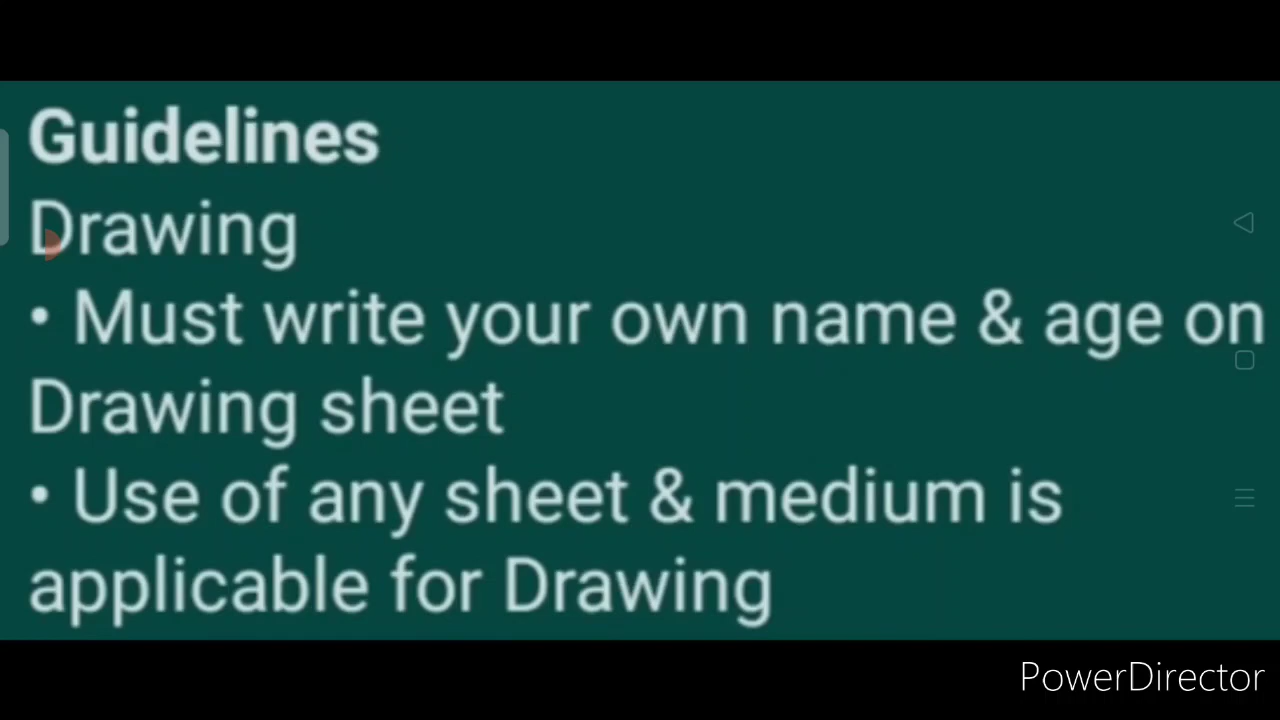 Guidelines
Drawing
• Must write your own name & age on
Drawing sheet
• Use of any sheet & medium is
applicable for Drawing
PowerDirector